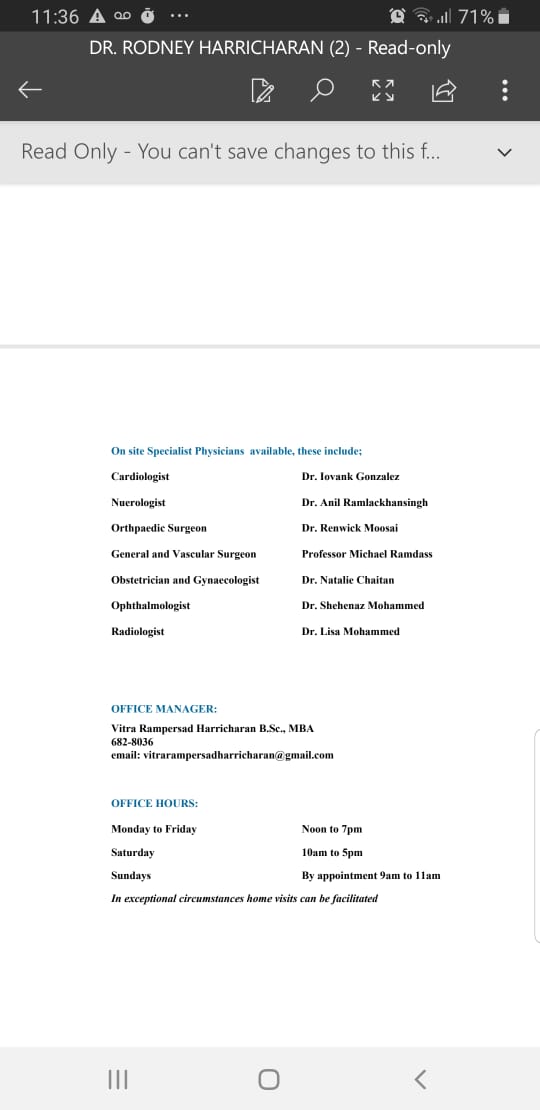 11:36
71%
DR. RODNEY HARRICHARAN (2) - Read-only
Read Only - You can't save changes to this f...
On site Specialist Physicians available, these include;
Cardiologist Dr. Iovank Gonzalez
Nuerologist Dr. Anil Ramlackhansingh
Orthpaedic Surgeon Dr. Renwick Moosai
General and Vascular Surgeon Professor Michael Ramdass
Obstetrician and Gynaecologist Dr. Natalie Chaitan
Ophthalmologist Dr. Shehenaz Mohammed
Radiologist Dr. Lisa Mohammed
OFFICE MANAGER:
Vitra Rampersad Harricharan B.Sc., MBA
682-8036
email: vitrarampersadharricharan@gmail.com
OFFICE HOURS:
Monday to Friday Noon to 7pm
Saturday 10am to 5pm
Sundays By appointment 9am to 11am
In exceptional circumstances home visits can be facilitated